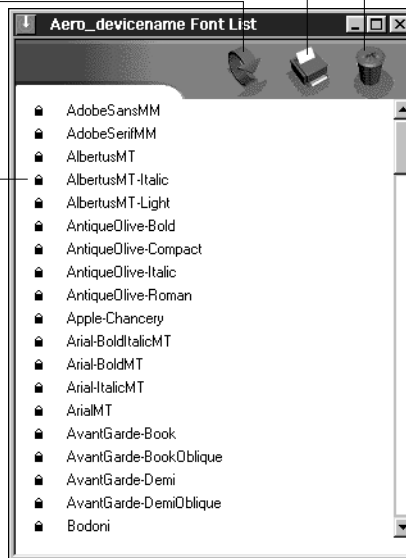 Aero_devicename Font List
AdobeSansMM
AdobeSerifMM
AlbertusMT
AlbertusMT-Italic
AlbertusMT-Light
AntiqueOlive-Bold
AntiqueOlive-Compact
AntiqueOlive-Italic
AntiqueOlive-Roman
Apple-Chancery
Arial-BoldItalicMT
Arial-BoldMT
Arial-ItalicMT
ArialMT
AvantGarde-Book
AvantGarde-BookOblique
AvantGarde-Demi
AvantGarde-DemiOblique
Bodoni